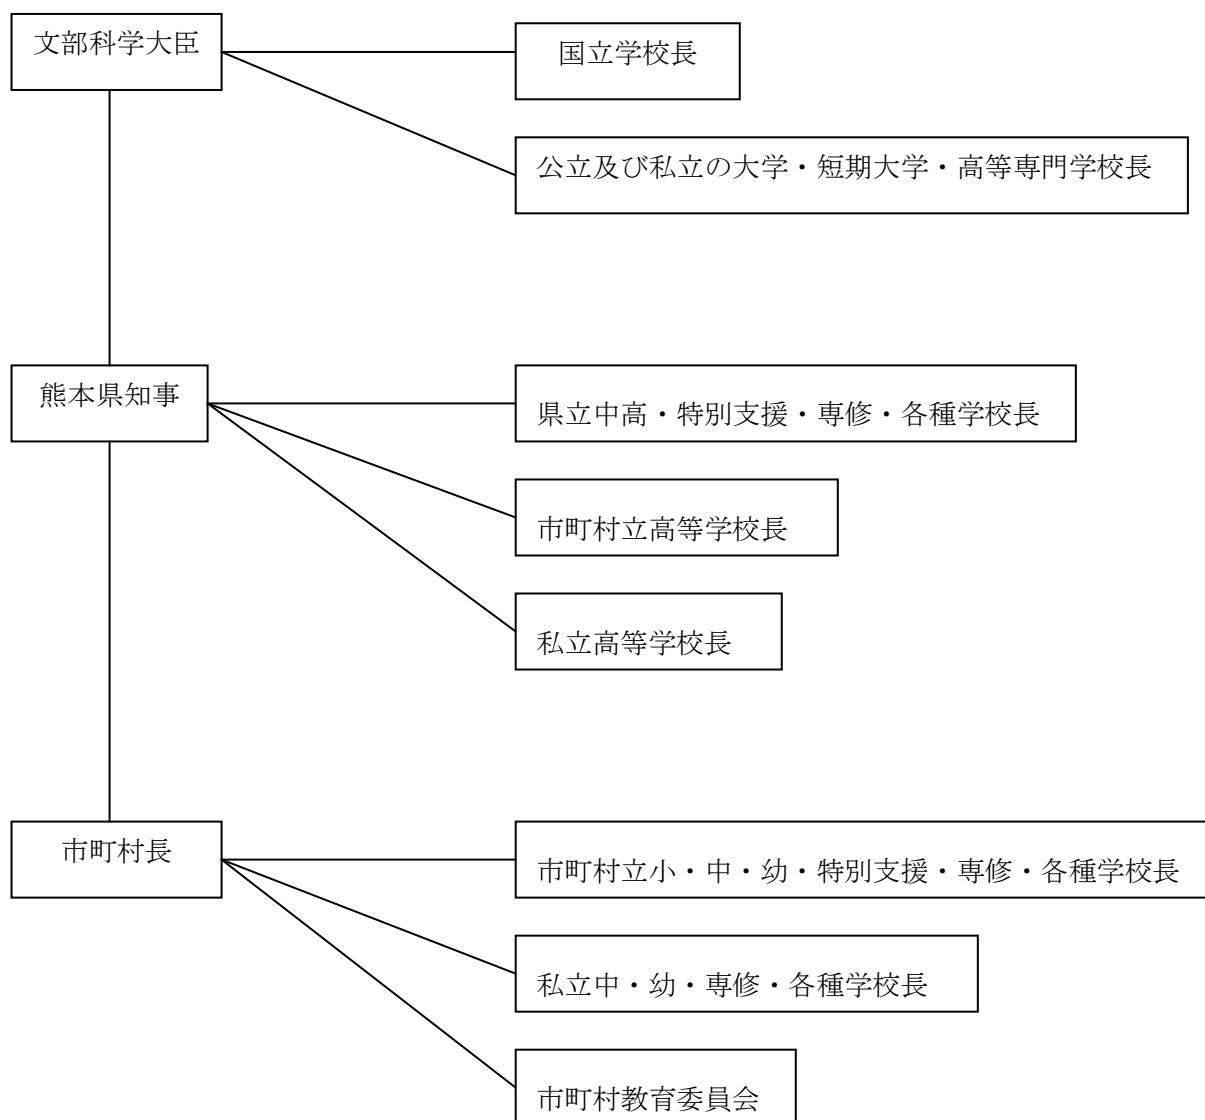 文部科学大臣
国立学校長
公立及び私立の大学・短期大学・高等専門学校長
熊本県知事
県立中高・特別支援・専修・各種学校長
市町村立高等学校長
私立高等学校長
市町村長
市町村立小・中・幼・特別支援・専修・各種学校長
私立中・幼・専修・各種学校長
市町村教育委員会